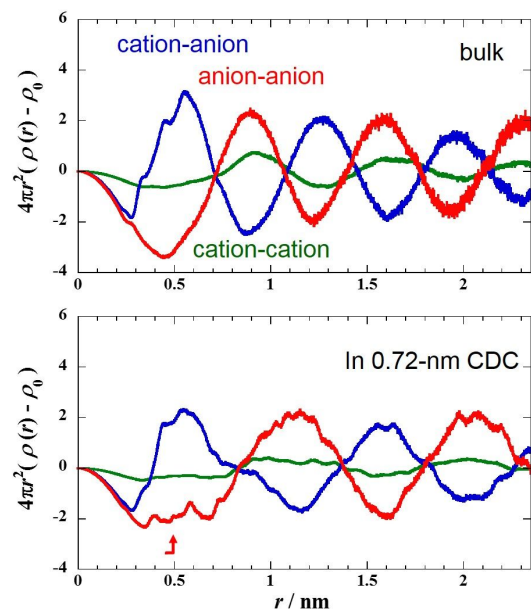 6
cation-anion
bulk
4
anion-anion
2
0
-2
cation-cation
-4
0 0.5 1 1.5 2
4πr²(ρ(r) - ρ₀)
6
In 0.72-nm CDC
4
2
0
-2
-4
0 0.5 1 1.5 2
4πr²(ρ(r) - ρ₀)
r / nm